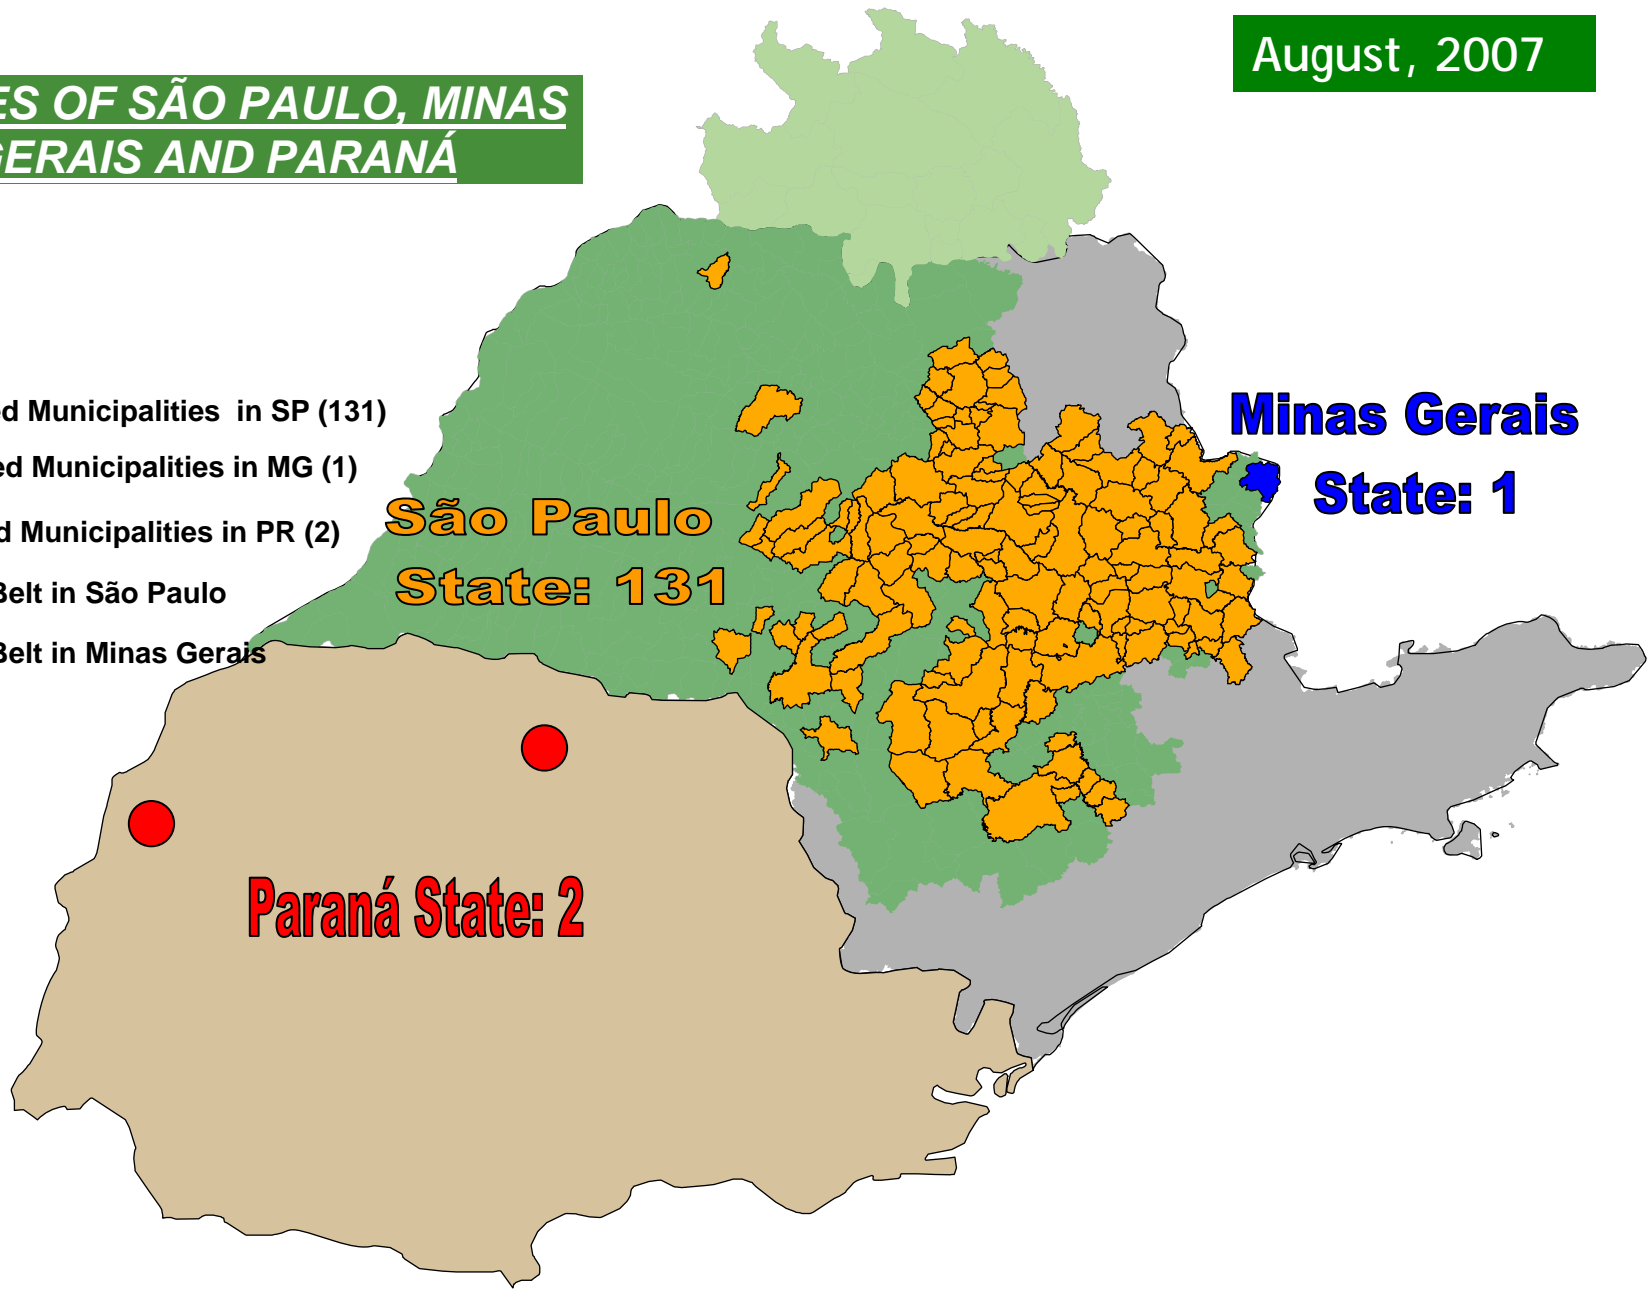 August, 2007
ES OF SÃO PAULO, MINAS
GERAIS AND PARANÁ
ed Municipalities in SP (131)
ed Municipalities in MG (1)
d Municipalities in PR (2)
Belt in São Paulo
Belt in Minas Gerais
São Paulo
State: 131
Minas Gerais
State: 1
Paraná State: 2